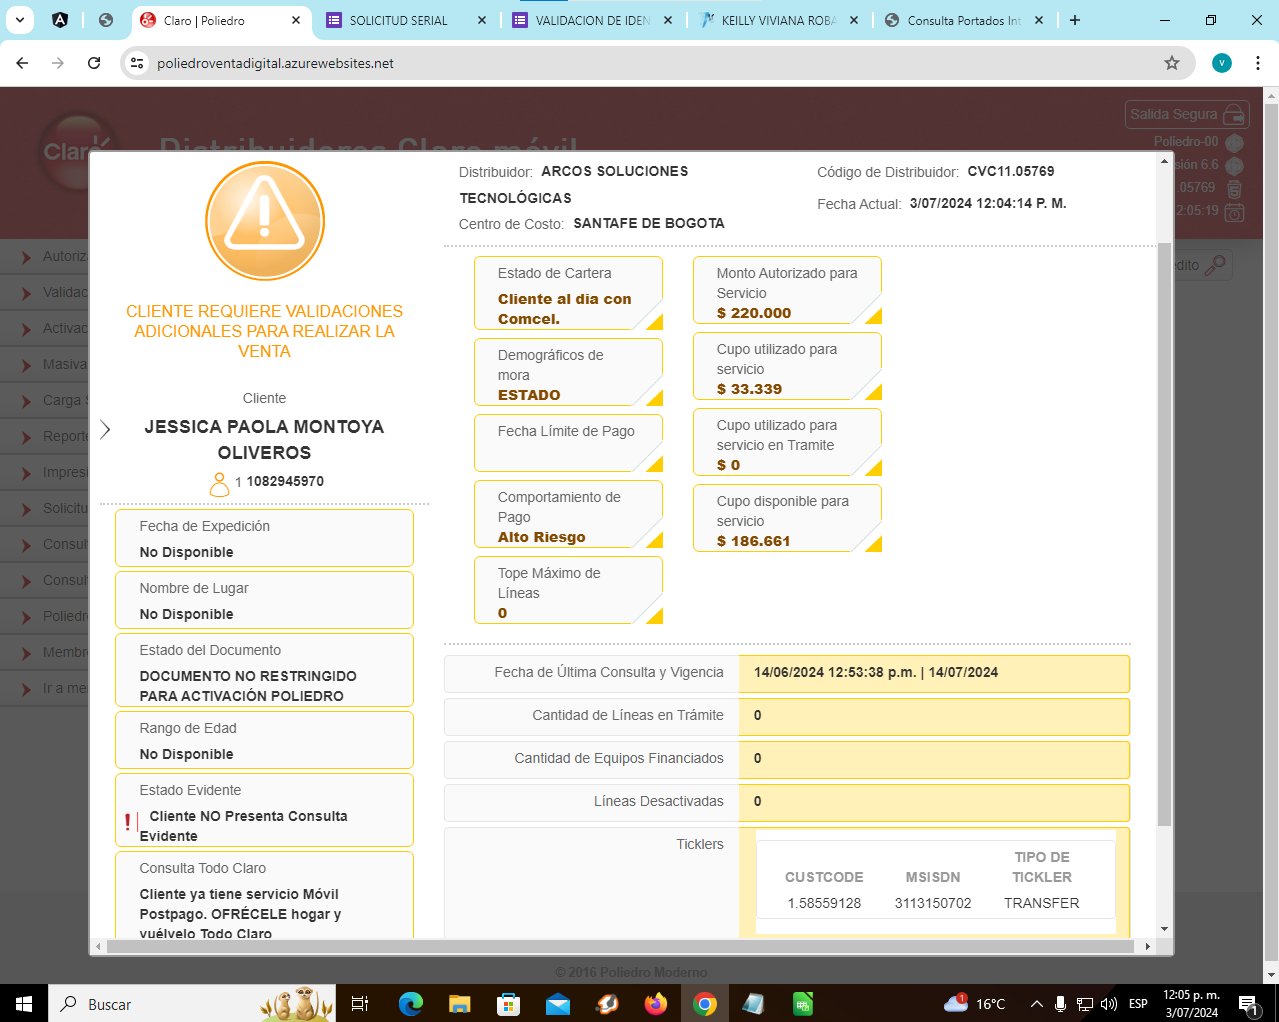 Claro | Poliedro
SOLICITUD SERIAL
VALIDACION DE IDEN
KEILLY VIVIANA ROBA
Consulta Portados Int
poliedroventadigital.azurewebsites.net
v
Claro
Distribuidores Claro móvil
Salida Segura
Poliedro-00
sión 6.6
.05769
2:05:19
Autoriz
Validac
Activac
Masiva
Carga
Reporte
Impresi
Solicitu
Consul
Consul
Poliedr
Membr
Ir a me
édito
CLIENTE REQUIERE VALIDACIONES
ADICIONALES PARA REALIZAR LA
VENTA
Cliente
JESSICA PAOLA MONTOYA
OLIVEROS
1 1082945970
Fecha de Expedición
No Disponible
Nombre de Lugar
No Disponible
Estado del Documento
DOCUMENTO NO RESTRINGIDO
PARA ACTIVACIÓN POLIEDRO
Rango de Edad
No Disponible
Estado Evidente
Cliente NO Presenta Consulta
Evidente
Consulta Todo Claro
Cliente ya tiene servicio Móvil
Postpago. OFRÉCELE hogar y
vuélvelo Todo Claro
Distribuidor: ARCOS SOLUCIONES
TECNOLÓGICAS
Centro de Costo: SANTAFE DE BOGOTA
Código de Distribuidor: CVC11.05769
Fecha Actual: 3/07/2024 12:04:14 P. M.
Estado de Cartera
Cliente al dia con
Comcel.
Demográficos de
mora
ESTADO
Fecha Límite de Pago
Comportamiento de
Pago
Alto Riesgo
Tope Máximo de
Líneas
0
Monto Autorizado para
Servicio
$ 220.000
Cupo utilizado para
servicio
$ 33.339
Cupo utilizado para
servicio en Tramite
$ 0
Cupo disponible para
servicio
$ 186.661
Fecha de Última Consulta y Vigencia
14/06/2024 12:53:38 p.m. | 14/07/2024
Cantidad de Líneas en Trámite
0
Cantidad de Equipos Financiados
0
Líneas Desactivadas
0
Ticklers
CUSTCODE
MSISDN
TIPO DE
TICKLER
1.58559128
3113150702
TRANSFER
© 2016 Poliedro Moderno
Buscar
1
16°C
ESP
12:05 p. m.
3/07/2024
1